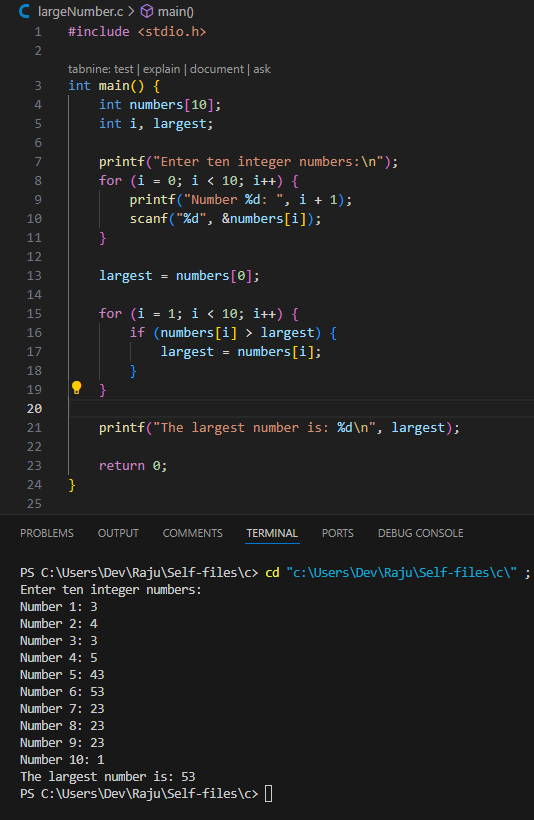 largeNumber.c > main()
1 #include <stdio.h>
2
tabnine: test | explain | document | ask
3 int main() {
4 int numbers[10];
5 int i, largest;
6
7 printf("Enter ten integer numbers:\n");
8 for (i = 0; i < 10; i++) {
9 printf("Number %d: ", i + 1);
10 scanf("%d", &numbers[i]);
11 }
12
13 largest = numbers[0];
14
15 for (i = 1; i < 10; i++) {
16 if (numbers[i] > largest) {
17 largest = numbers[i];
18 }
19 }
20
21 printf("The largest number is: %d\n", largest);
22
23 return 0;
24 }
25
PROBLEMS OUTPUT COMMENTS TERMINAL PORTS DEBUG CONSOLE
PS C:\Users\Dev\Raju\Self-files\c> cd "c:\Users\Dev\Raju\Self-files\c\" ;
Enter ten integer numbers:
Number 1: 3
Number 2: 4
Number 3: 3
Number 4: 5
Number 5: 43
Number 6: 53
Number 7: 23
Number 8: 23
Number 9: 23
Number 10: 1
The largest number is: 53
PS C:\Users\Dev\Raju\Self-files\c>